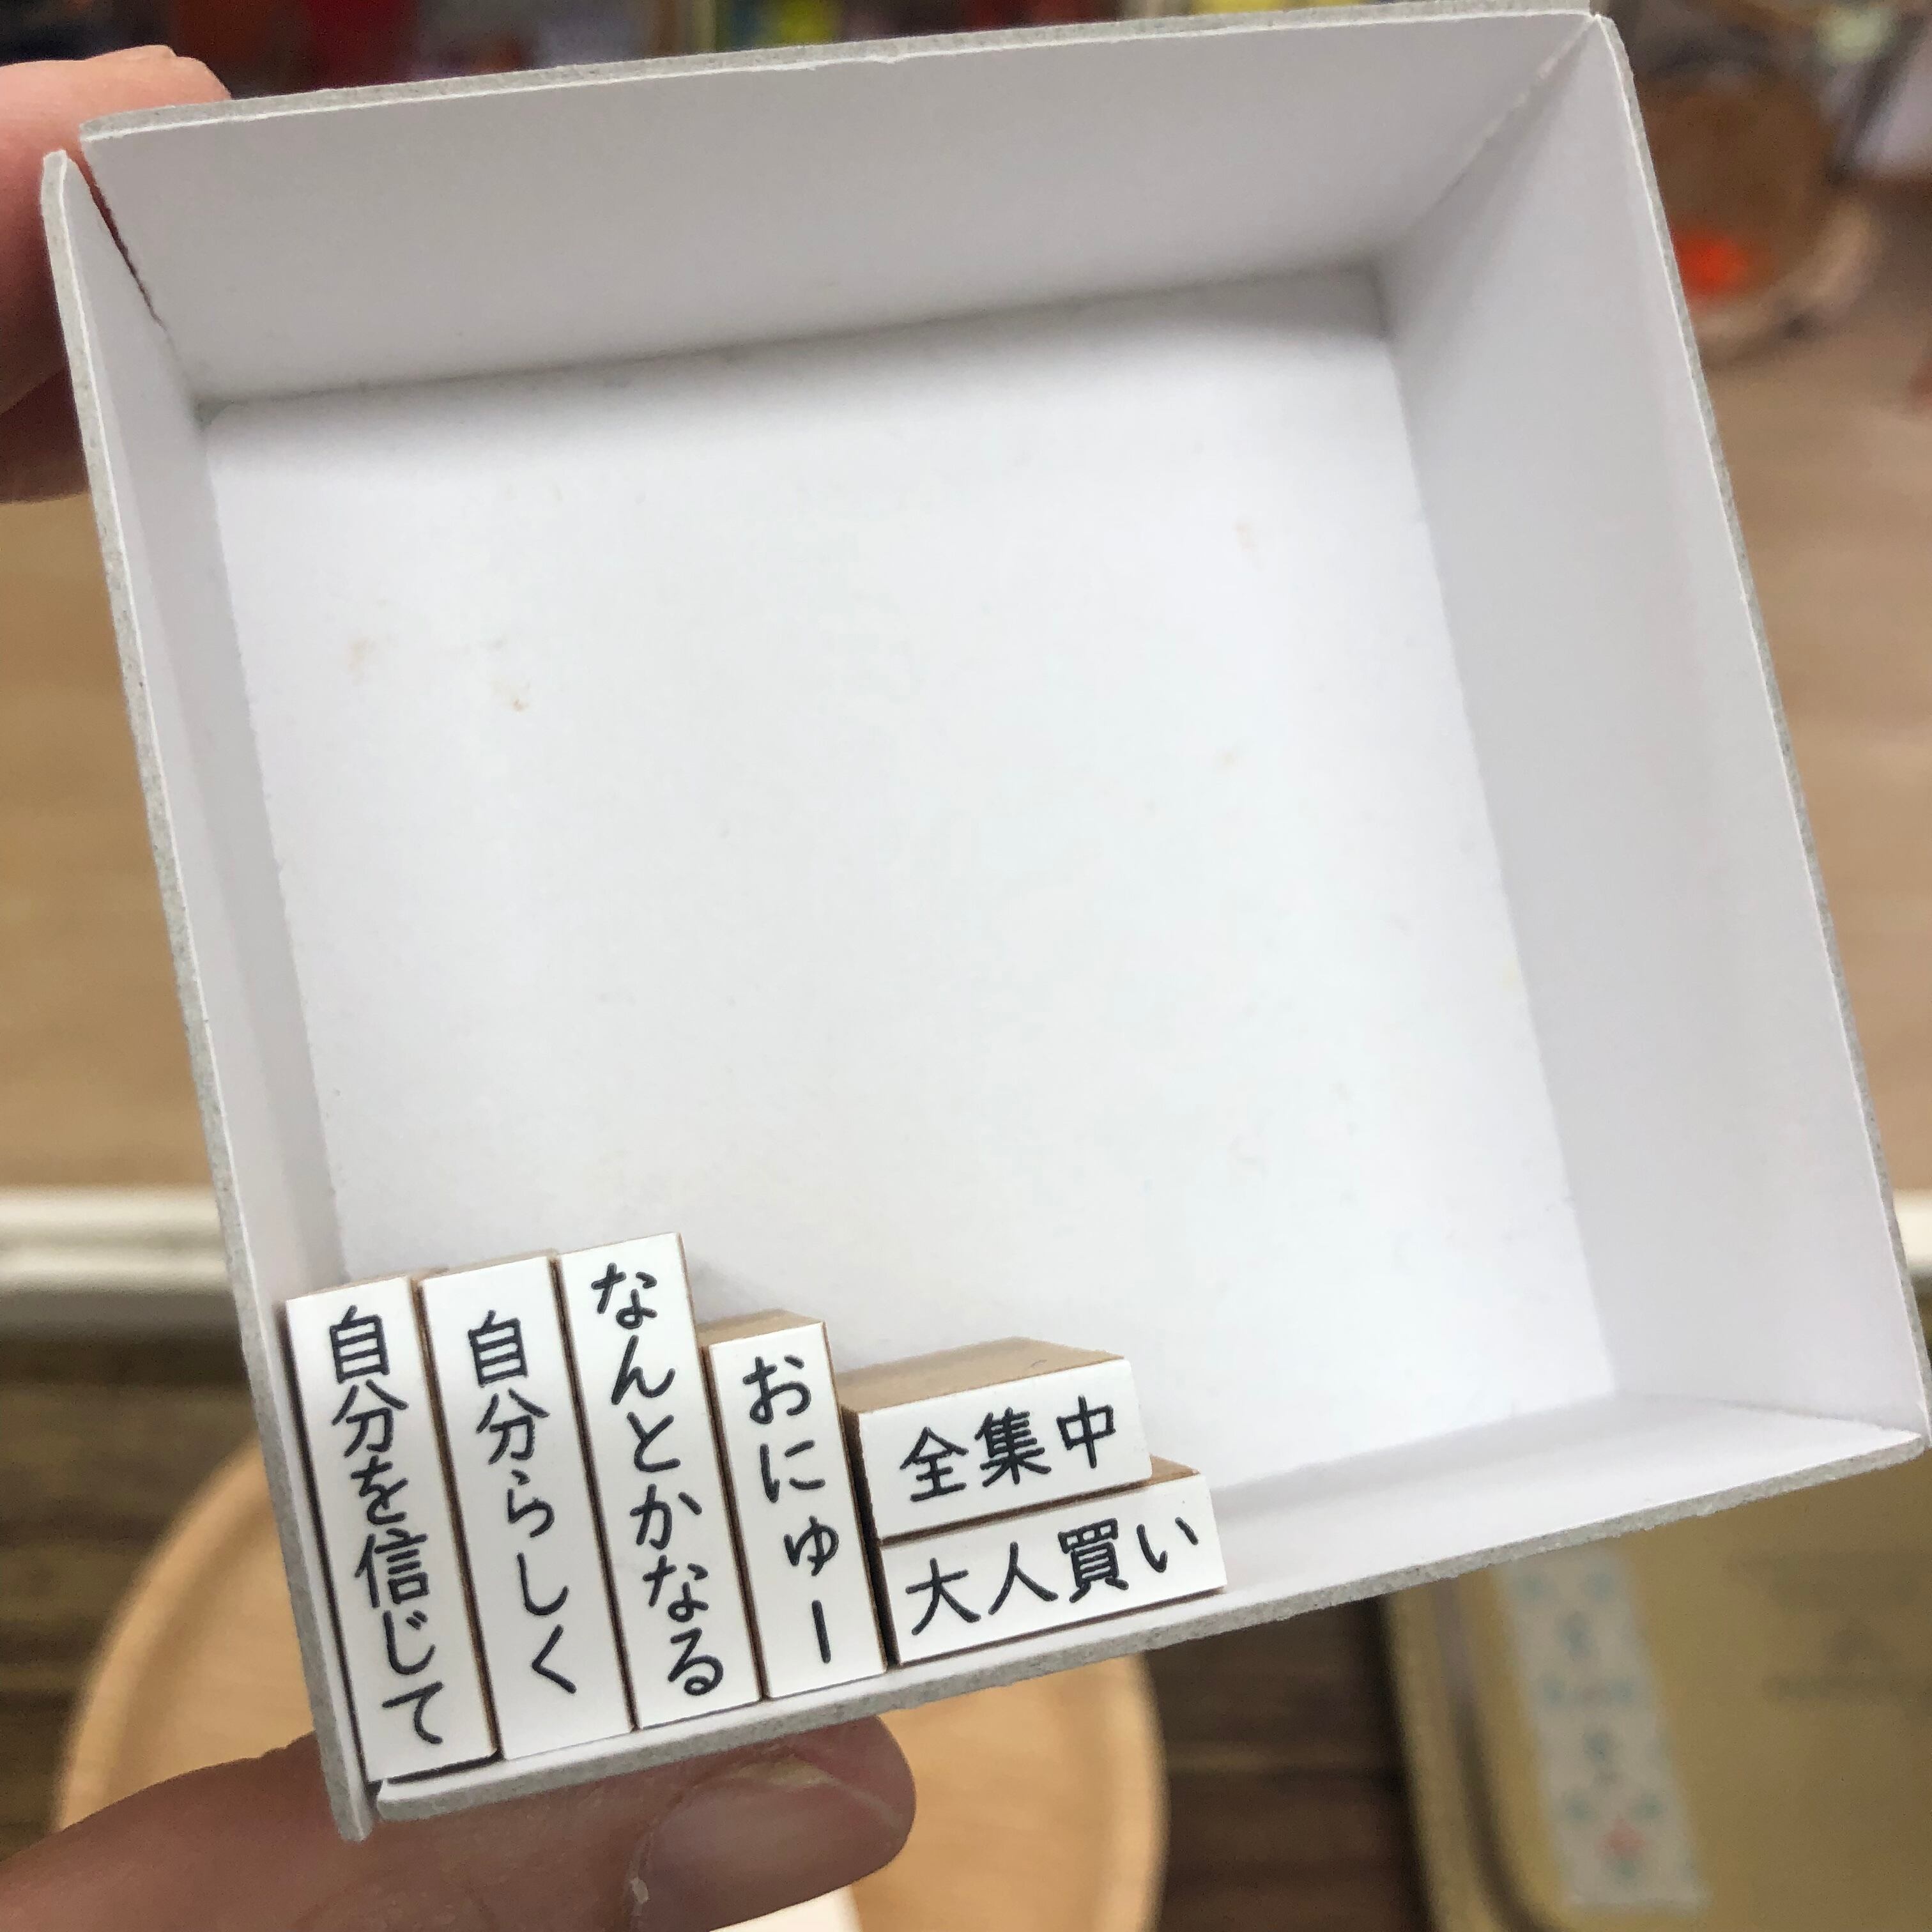 自分を信じて
自分らしく
なんとかなる
おにゅー
全集中
大人買い